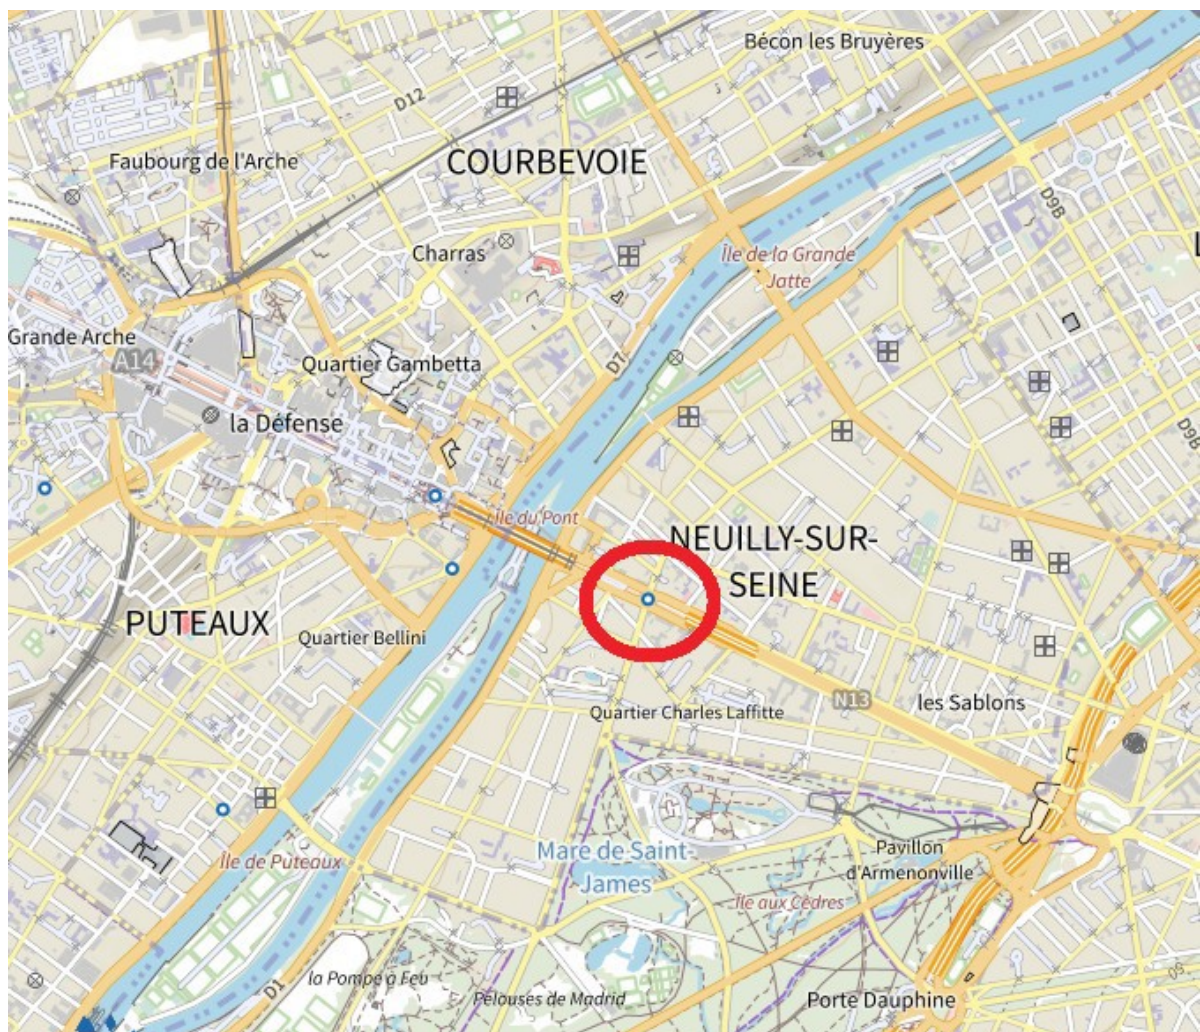 Bécon les Bruyères
D12
Faubourg de l'Arche
COURBEVOIE
D9B
Charras
Île de la Grande
Jatte
Grande Arche
A14
Quartier Gambetta
D7
la Défense
D9B
Île du Pont
NEUILLY-SUR-
SEINE
PUTEAUX
Quartier Bellini
N13
les Sablons
Quartier Charles Laffitte
Mare de Saint-
James
Pavillon
d'Armenonville
Île de Puteaux
Île aux Cèdres
la Pompe à Feu
D1
Pelouses de Madrid
Porte Dauphine